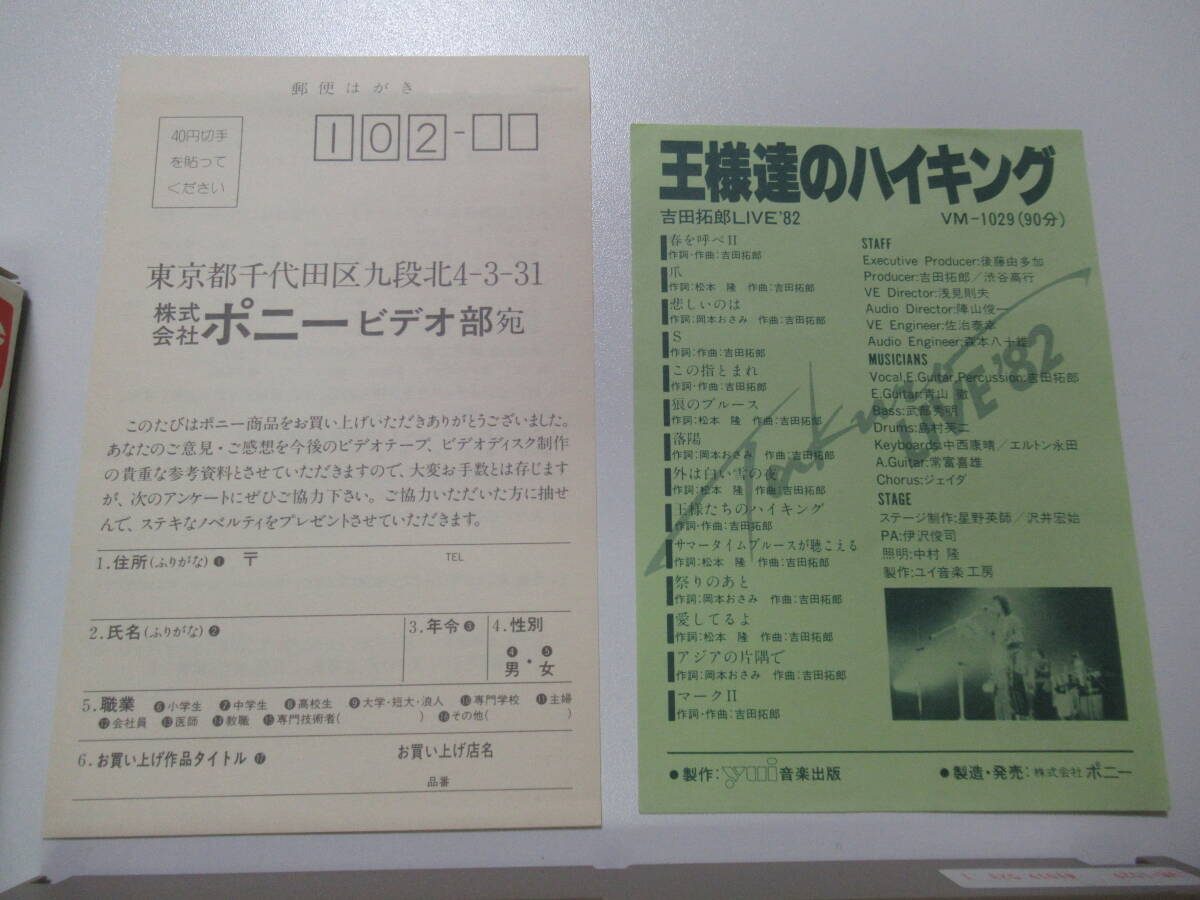 郵便はがき
40円切手
を貼って
ください
102-
東京都千代田区九段北4-3-31
株式会社ポニービデオ部宛
このたびはポニー商品をお買い上げいただきありがとうございました。
あなたのご意見・ご感想を今後のビデオテープ、ビデオディスク制作
の貴重な参考資料とさせていただきますので、大変お手数とは存じます
が、次のアンケートにぜひご協力下さい。ご協力いただいた方に抽せ
んで、ステキなノベルティをプレゼントさせていただきます。
1.住所(ふりがな)❶ 〒 TEL
2.氏名(ふりがな)❷ 3.年令❸ 4.性別
❹ ❺
男・女
5.職業 ❻小学生 ❼中学生 ❽高校生 ❾大学・短大・浪人 ❿専門学校 ⓫主婦
⓬会社員 ⓭医師 ⓮教職 ⓯専門技術者( ) ⓰その他( )
6.お買い上げ作品タイトル⓱ お買い上げ店名
品番
王様達のハイキング
吉田拓郎LIVE'82 VM-1029(90分)
春を呼べII
作詞・作曲:吉田拓郎
爪
作詞:松本 隆 作曲:吉田拓郎
悲しいのは
作詞:岡本おさみ 作曲:吉田拓郎
S
作詞・作曲:吉田拓郎
この指とまれ
作詞・作曲:吉田拓郎
狼のブルース
作詞:松本 隆 作曲:吉田拓郎
落陽
作詞:岡本おさみ 作曲:吉田拓郎
外は白い雪の夜
作詞:松本 隆 作曲:吉田拓郎
王様たちのハイキング
作詞・作曲:吉田拓郎
サマータイムブルースが聴こえる
作詞:松本 隆 作曲:吉田拓郎
祭りのあと
作詞:岡本おさみ 作曲:吉田拓郎
愛してるよ
作詞:松本 隆 作曲:吉田拓郎
アジアの片隅で
作詞:岡本おさみ 作曲:吉田拓郎
マークII
作詞・作曲:吉田拓郎
STAFF
Executive Producer:後藤由多加
Producer:吉田拓郎/渋谷高行
VE Director:浅見則夫
Audio Director:陣山俊一
VE Engineer:佐治泰幸
Audio Engineer:森本八十雄
MUSICIANS
Vocal,E.Guitar,Percussion:吉田拓郎
E.Guitar:青山 徹
Bass:武部秀明
Drums:島村英二
Keyboards:中西康晴/エルトン永田
A.Guitar:常富喜雄
Chorus:ジェイダ
STAGE
ステージ制作:星野英師/沢井宏始
PA:伊沢俊司
照明:中村 隆
製作:ユイ音楽工房
Takuro
LIVE'82
●製作:yui音楽出版
●製造・発売:株式会社 ポニー